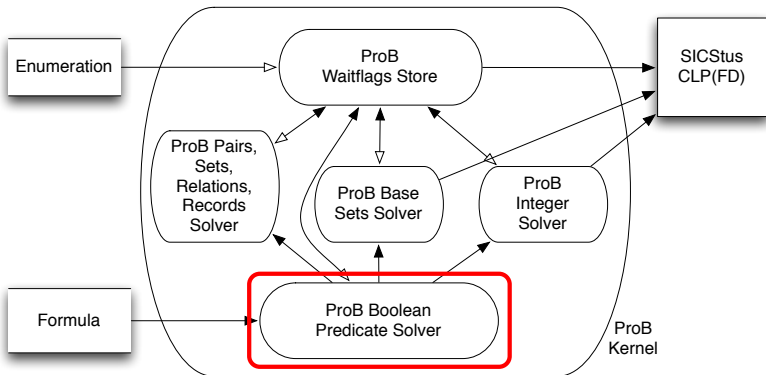 Enumeration
ProB
Waitflags Store
SICStus
CLP(FD)
ProB Pairs,
Sets,
Relations,
Records
Solver
ProB Base
Sets Solver
ProB
Integer
Solver
Formula
ProB Boolean
Predicate Solver
ProB
Kernel